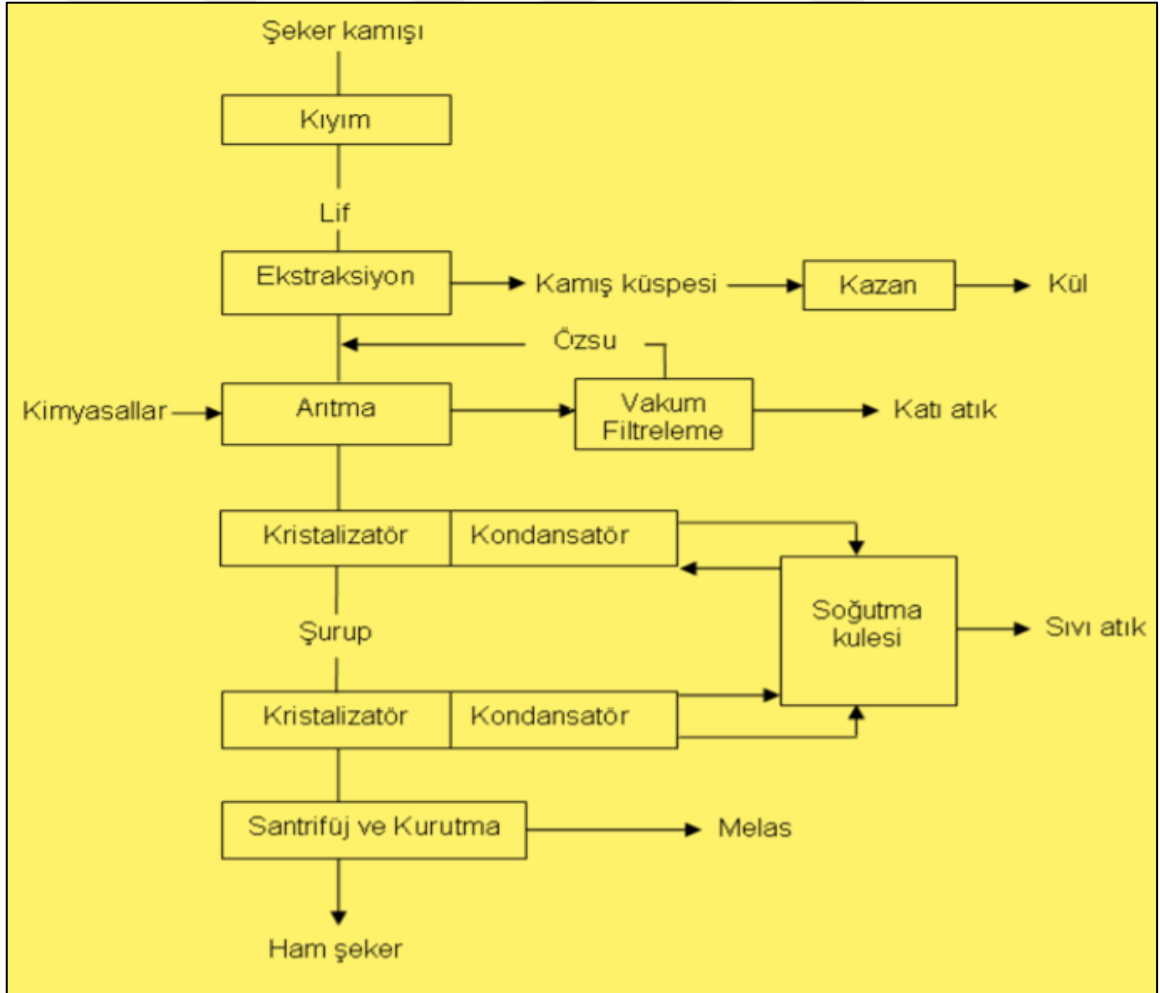 Şeker kamışı
Kıyım
Lif
Ekstraksiyon
Kamış küspesi
Kazan
Kül
Özsu
Kimyasallar
Arıtma
Vakum
Filtreleme
Katı atık
Kristalizatör
Kondansatör
Soğutma
kulesi
Sıvı atık
Şurup
Kristalizatör
Kondansatör
Santrifüj ve Kurutma
Melas
Ham şeker